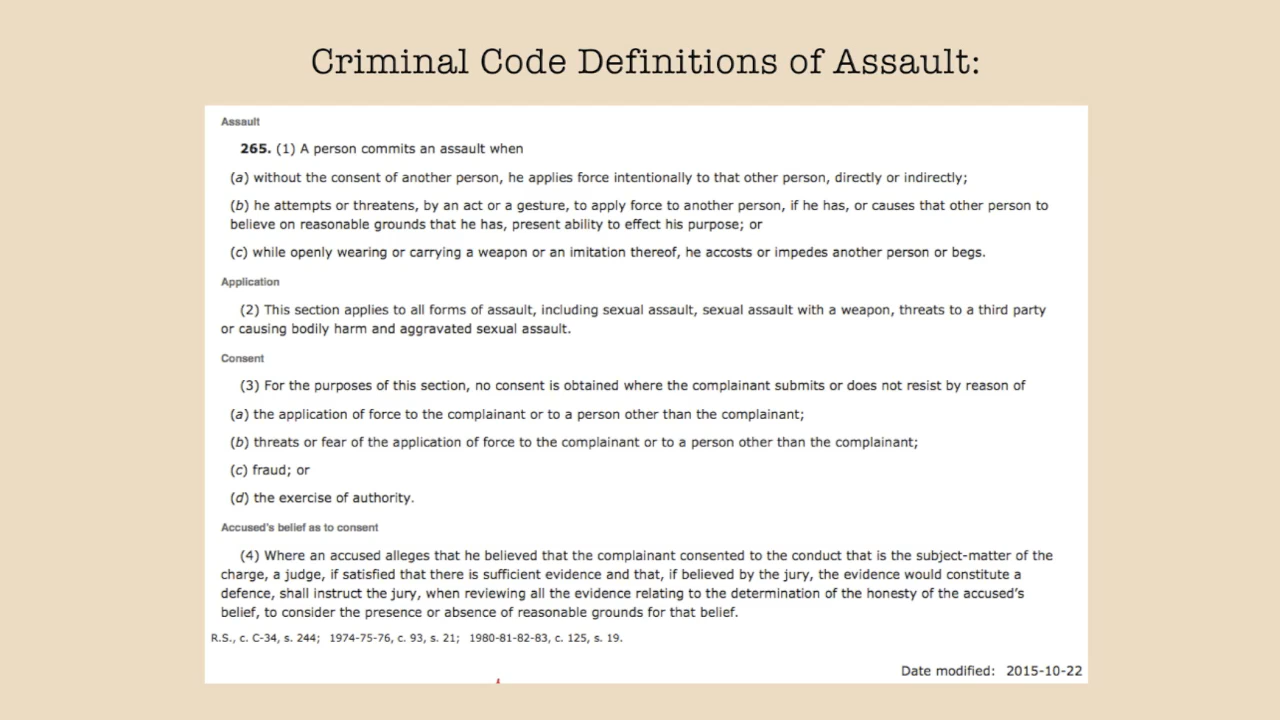 Criminal Code Definitions of Assault:
Assault
265. (1) A person commits an assault when
(a) without the consent of another person, he applies force intentionally to that other person, directly or indirectly;
(b) he attempts or threatens, by an act or a gesture, to apply force to another person, if he has, or causes that other person to
believe on reasonable grounds that he has, present ability to effect his purpose; or
(c) while openly wearing or carrying a weapon or an imitation thereof, he accosts or impedes another person or begs.
Application
(2) This section applies to all forms of assault, including sexual assault, sexual assault with a weapon, threats to a third party
or causing bodily harm and aggravated sexual assault.
Consent
(3) For the purposes of this section, no consent is obtained where the complainant submits or does not resist by reason of
(a) the application of force to the complainant or to a person other than the complainant;
(b) threats or fear of the application of force to the complainant or to a person other than the complainant;
(c) fraud; or
(d) the exercise of authority.
Accused's belief as to consent
(4) Where an accused alleges that he believed that the complainant consented to the conduct that is the subject-matter of the
charge, a judge, if satisfied that there is sufficient evidence and that, if believed by the jury, the evidence would constitute a
defence, shall instruct the jury, when reviewing all the evidence relating to the determination of the honesty of the accused's
belief, to consider the presence or absence of reasonable grounds for that belief.
R.S., c. C-34, s. 244; 1974-75-76, c. 93, s. 21; 1980-81-82-83, c. 125, s. 19.
Date modified: 2015-10-22